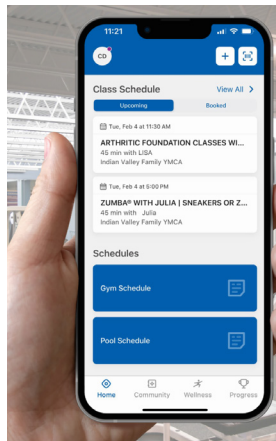 11:21
CD
Class Schedule
View All >
Upcoming
Booked
Tue, Feb 4 at 11:30 AM
ARTHRITIC FOUNDATION CLASSES WI...
45 min with LISA
Indian Valley Family YMCA
Tue, Feb 4 at 5:00 PM
ZUMBA® WITH JULIA | SNEAKERS OR Z...
45 min with Julia
Indian Valley Family YMCA
Schedules
Gym Schedule
Pool Schedule
Home
Community
Wellness
Progress